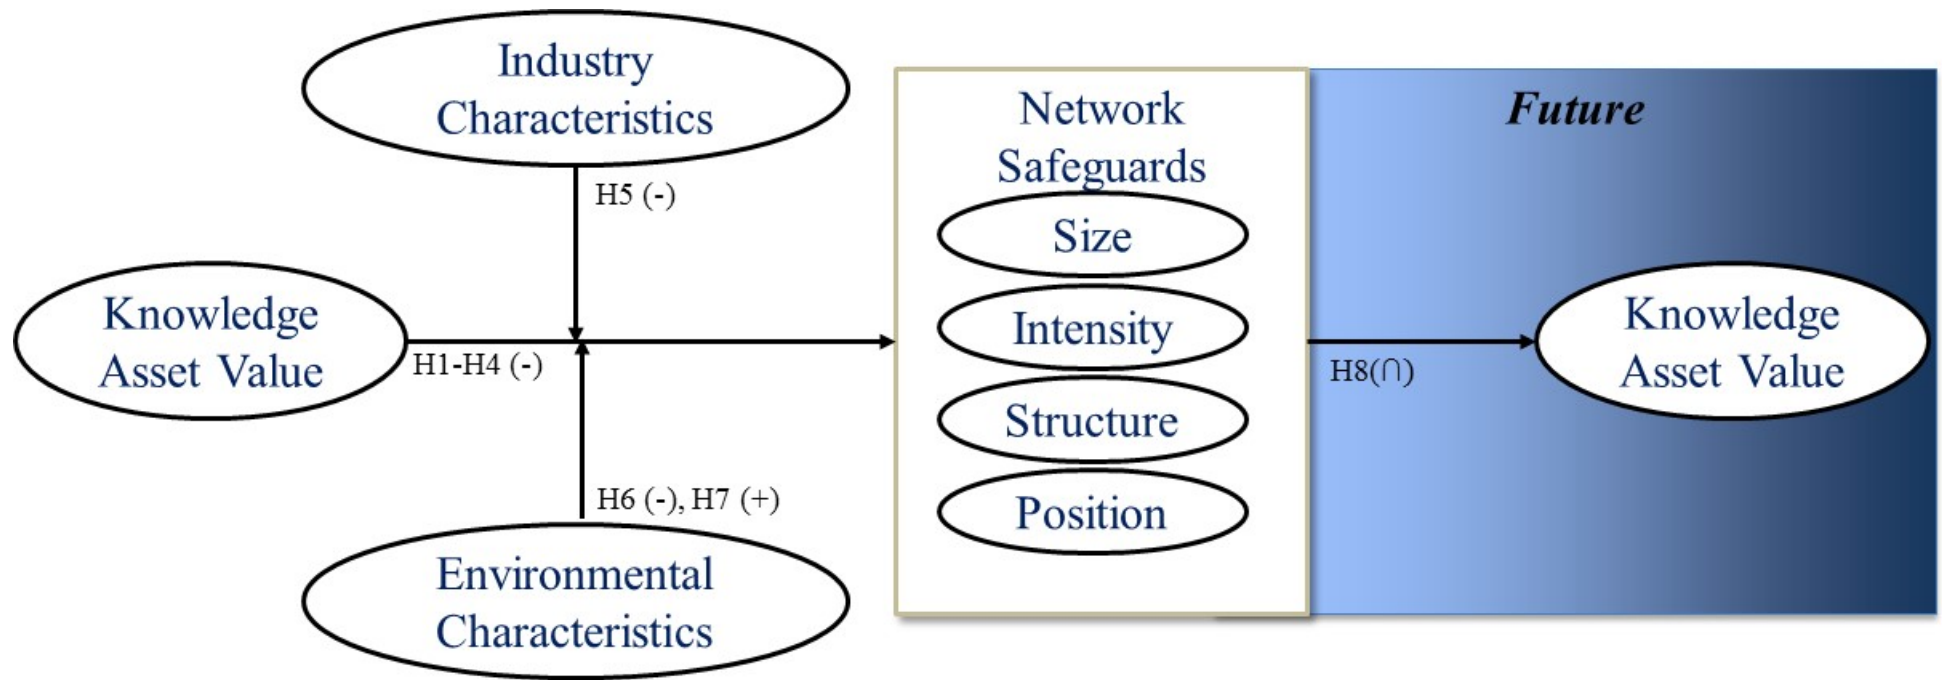 Industry
Characteristics
H5 (-)
Knowledge
Asset Value
H1-H4 (-)
H6 (-), H7 (+)
Environmental
Characteristics
Network
Safeguards
Size
Intensity
Structure
Position
Future
H8(∩)
Knowledge
Asset Value